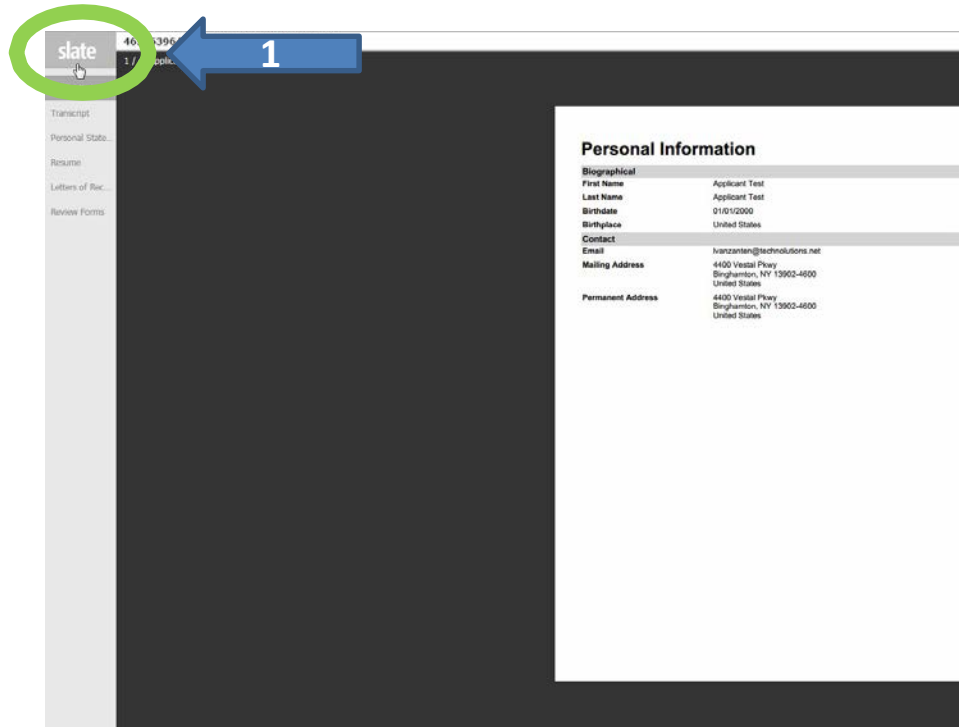 slate
1
Transcript
Personal State...
Resume
Letters of Rec...
Review Forms
Personal Information
Biographical
First Name Applicant Test
Last Name Applicant Test
Birthdate 01/01/2000
Birthplace United States
Contact
Email lvanzanten@technolutions.net
Mailing Address 4400 Vestal Pkwy
Binghamton, NY 13902-4600
United States
Permanent Address 4400 Vestal Pkwy
Binghamton, NY 13902-4600
United States